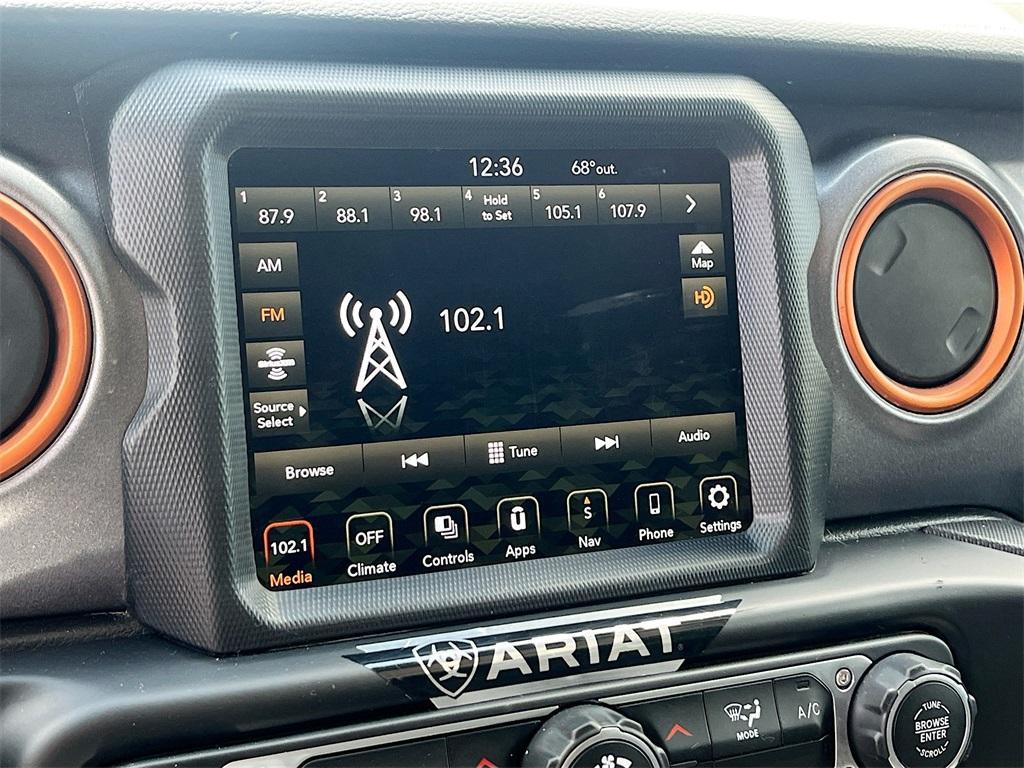 12:36 68°out.
1 87.9 2 88.1 3 98.1 4 Hold to Set 5 105.1 6 107.9
AM
Map
FM
HD
102.1
SiriusXM
Source
Select
Browse Tune Audio
102.1 OFF S
Media Climate Controls Apps Nav Phone Settings
ARIAT
MODE
A/C
TUNE
BROWSE
ENTER
SCROLL